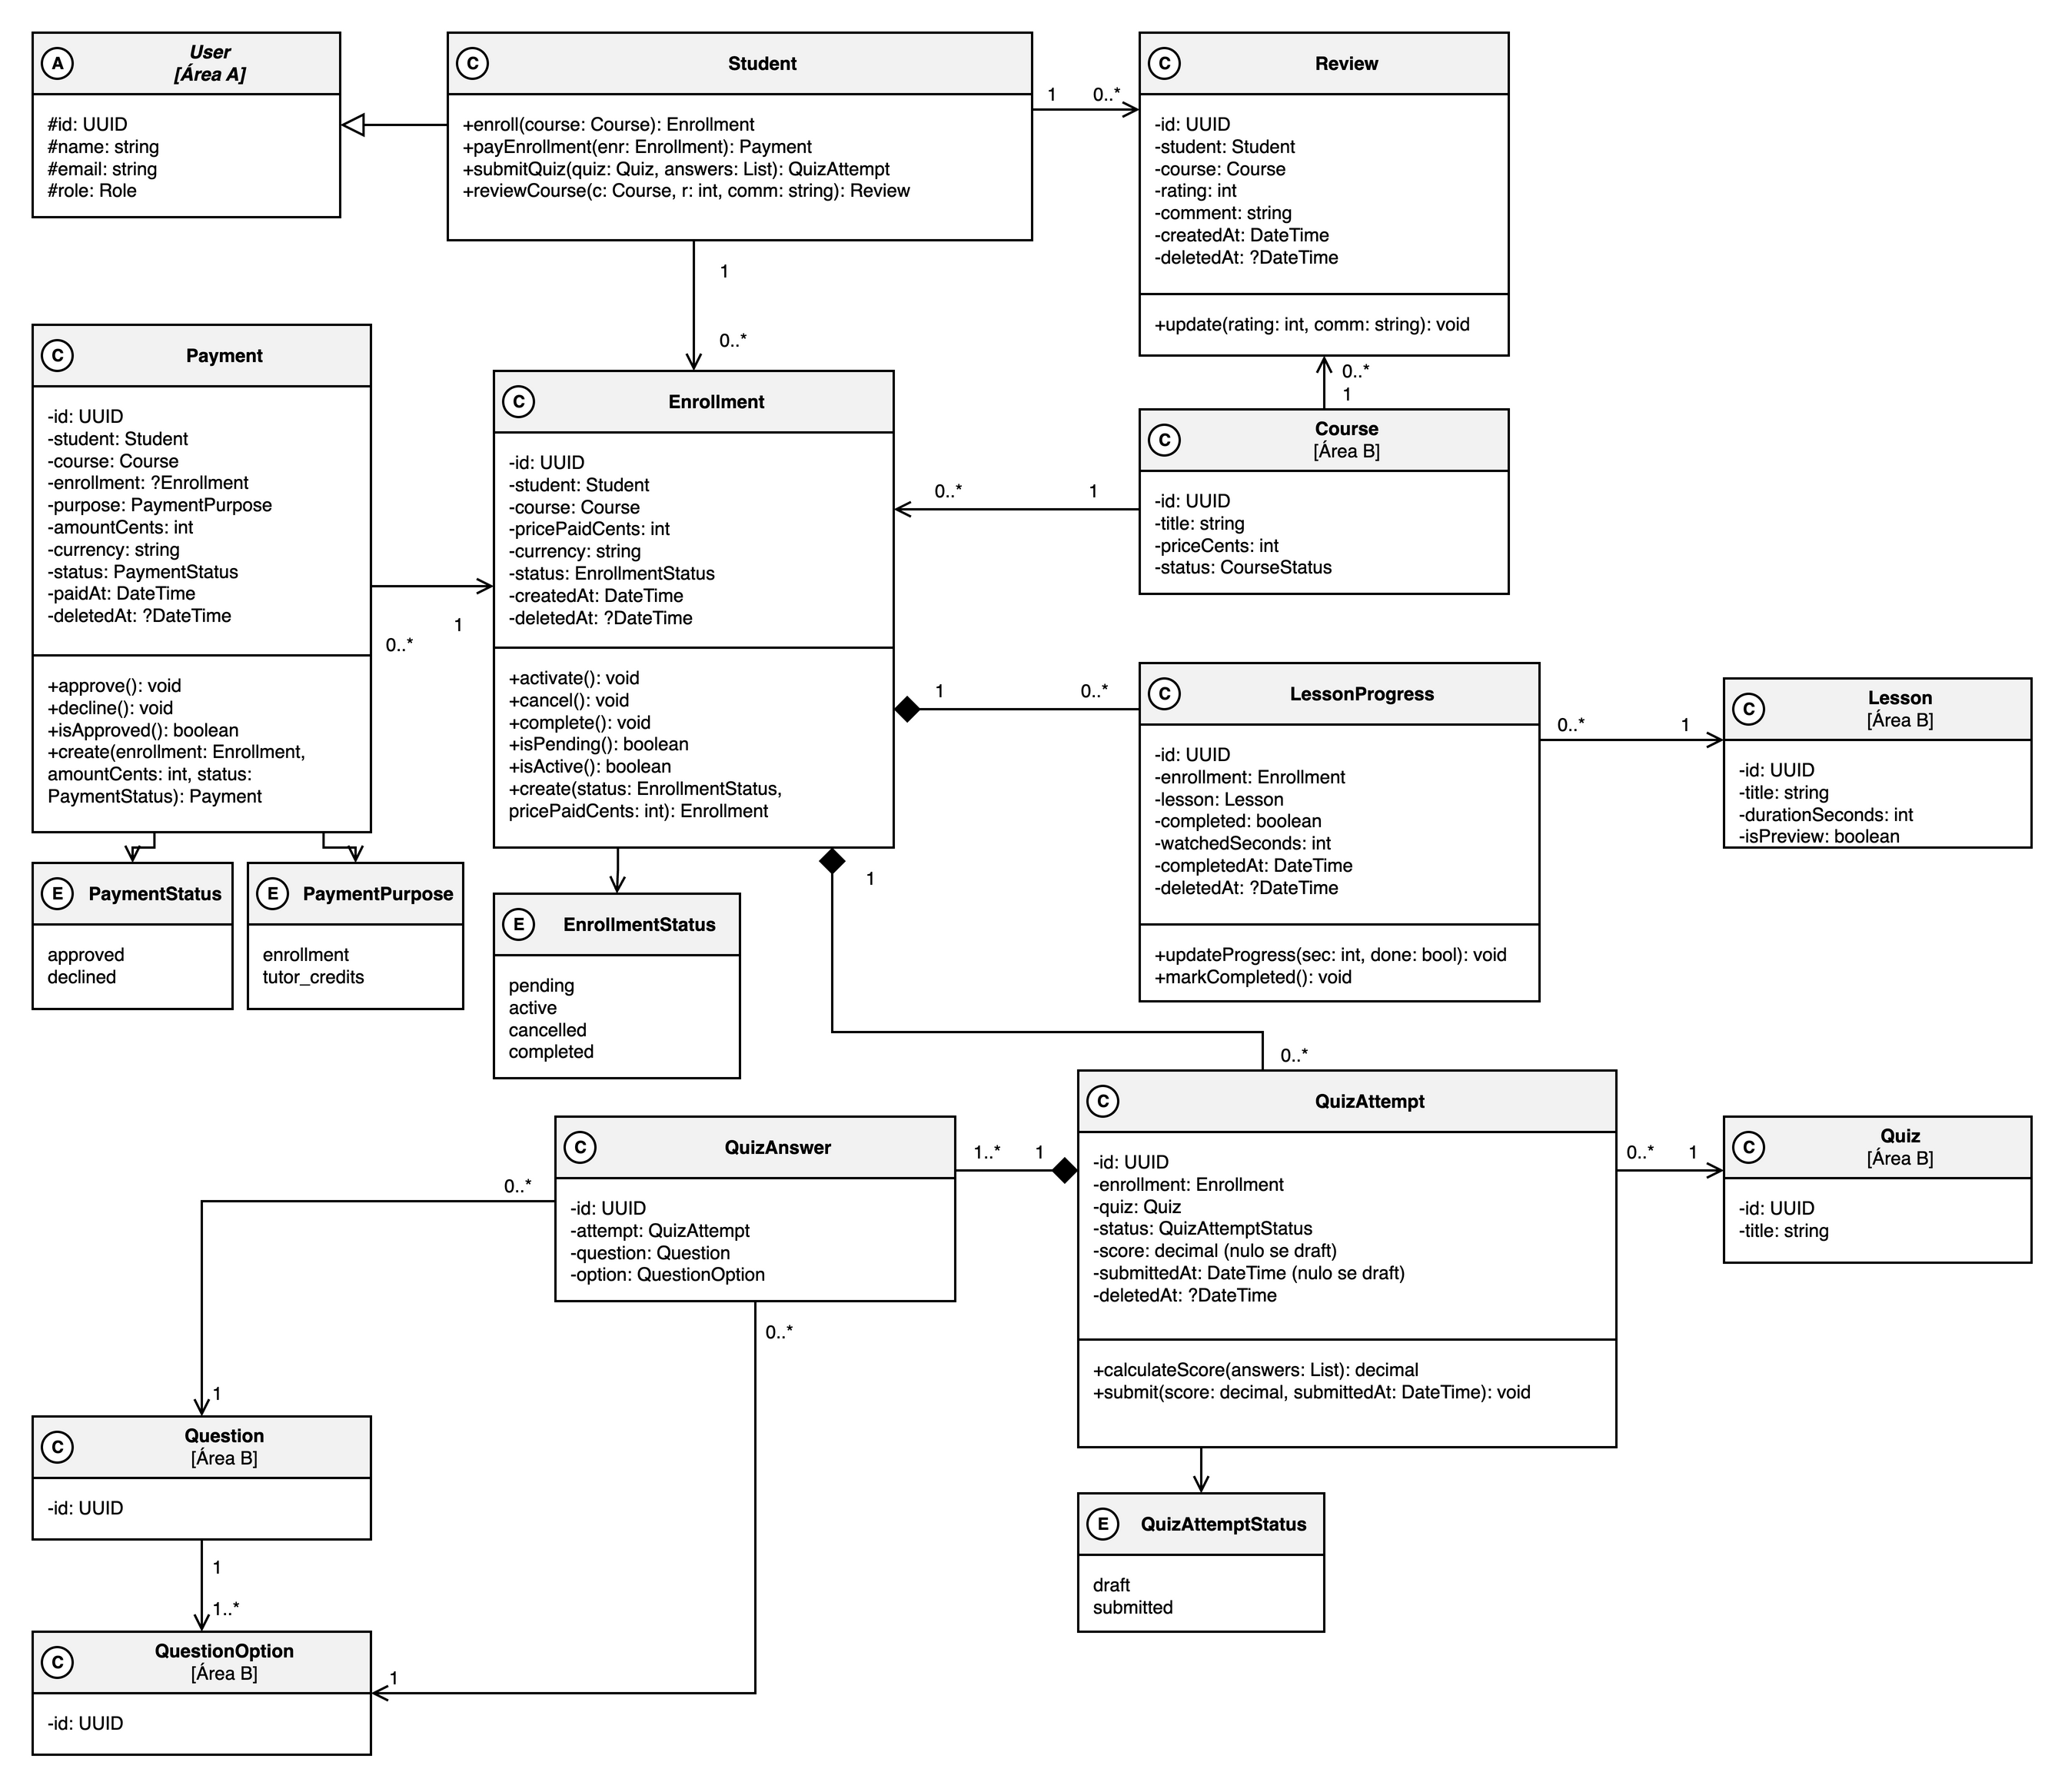 A
User
[Área A]
#id: UUID
#name: string
#email: string
#role: Role
C
Student
+enroll(course: Course): Enrollment
+payEnrollment(enr: Enrollment): Payment
+submitQuiz(quiz: Quiz, answers: List): QuizAttempt
+reviewCourse(c: Course, r: int, comm: string): Review
1
0..*
C
Review
-id: UUID
-student: Student
-course: Course
-rating: int
-comment: string
-createdAt: DateTime
-deletedAt: ?DateTime
+update(rating: int, comm: string): void
1
0..*
0..*
1
C
Payment
-id: UUID
-student: Student
-course: Course
-enrollment: ?Enrollment
-purpose: PaymentPurpose
-amountCents: int
-currency: string
-status: PaymentStatus
-paidAt: DateTime
-deletedAt: ?DateTime
+approve(): void
+decline(): void
+isApproved(): boolean
+create(enrollment: Enrollment,
amountCents: int, status:
PaymentStatus): Payment
1
0..*
C
Enrollment
-id: UUID
-student: Student
-course: Course
-pricePaidCents: int
-currency: string
-status: EnrollmentStatus
-createdAt: DateTime
-deletedAt: ?DateTime
+activate(): void
+cancel(): void
+complete(): void
+isPending(): boolean
+isActive(): boolean
+create(status: EnrollmentStatus,
pricePaidCents: int): Enrollment
0..*
1
C
Course
[Área B]
-id: UUID
-title: string
-priceCents: int
-status: CourseStatus
1
0..*
C
LessonProgress
-id: UUID
-enrollment: Enrollment
-lesson: Lesson
-completed: boolean
-watchedSeconds: int
-completedAt: DateTime
-deletedAt: ?DateTime
+updateProgress(sec: int, done: bool): void
+markCompleted(): void
0..*
1
C
Lesson
[Área B]
-id: UUID
-title: string
-durationSeconds: int
-isPreview: boolean
E
PaymentStatus
approved
declined
E
PaymentPurpose
enrollment
tutor_credits
E
EnrollmentStatus
pending
active
cancelled
completed
1
0..*
C
QuizAnswer
-id: UUID
-attempt: QuizAttempt
-question: Question
-option: QuestionOption
1..*
1
C
QuizAttempt
-id: UUID
-enrollment: Enrollment
-quiz: Quiz
-status: QuizAttemptStatus
-score: decimal (nulo se draft)
-submittedAt: DateTime (nulo se draft)
-deletedAt: ?DateTime
+calculateScore(answers: List): decimal
+submit(score: decimal, submittedAt: DateTime): void
0..*
1
C
Quiz
[Área B]
-id: UUID
-title: string
0..*
0..*
1
C
Question
[Área B]
-id: UUID
1
1..*
C
QuestionOption
[Área B]
-id: UUID
1
E
QuizAttemptStatus
draft
submitted